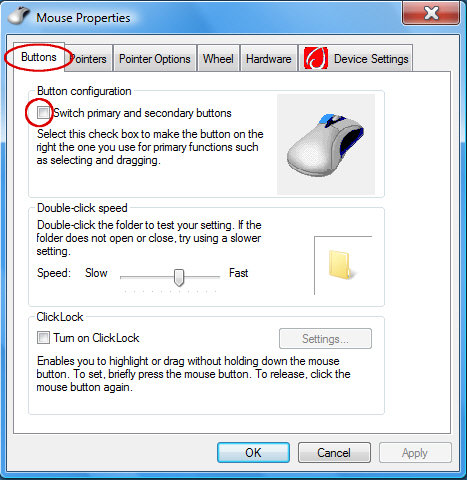 Mouse Properties
Buttons Pointers Pointer Options Wheel Hardware Device Settings
Button configuration
Switch primary and secondary buttons
Select this check box to make the button on the
right the one you use for primary functions such
as selecting and dragging.
Double-click speed
Double-click the folder to test your setting. If the
folder does not open or close, try using a slower
setting.
Speed: Slow Fast
ClickLock
Turn on ClickLock Settings...
Enables you to highlight or drag without holding down the mouse
button. To set, briefly press the mouse button. To release, click the
mouse button again.
OK Cancel Apply